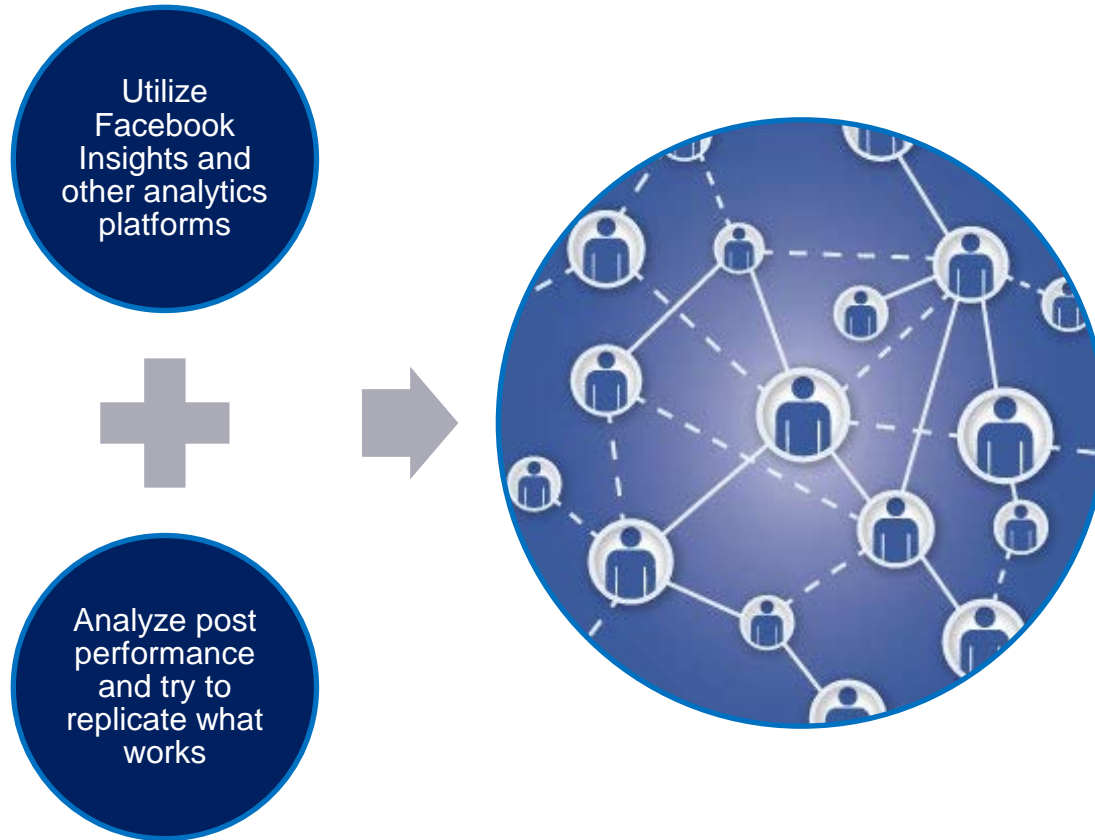 Utilize
Facebook
Insights and
other analytics
platforms
Analyze post
performance
and try to
replicate what
works